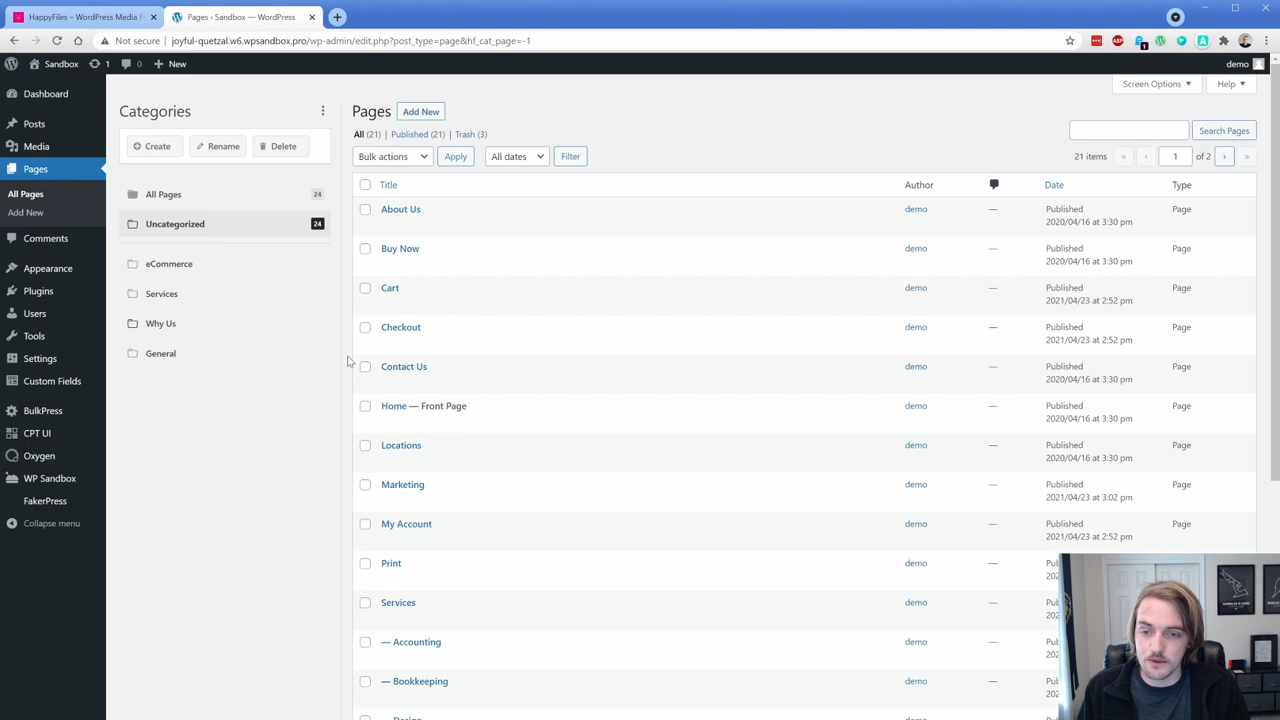 HappyFiles – WordPress Media F
Pages ‹ Sandbox — WordPress
Not secure
joyful-quetzal.w6.wpsandbox.pro/wp-admin/edit.php?post_type=page&hf_cat_page=-1
1
Sandbox
1
0
New
demo
Screen Options
Help
Dashboard
Posts
Media
Pages
All Pages
Add New
Comments
Appearance
Plugins
Users
Tools
Settings
Custom Fields
BulkPress
CPT UI
Oxygen
WP Sandbox
FakerPress
Collapse menu
Categories
Create
Rename
Delete
All Pages 24
Uncategorized 24
eCommerce
Services
Why Us
General
Pages Add New
All (21) | Published (21) | Trash (3)
Search Pages
Bulk actions Apply All dates Filter
21 items « ‹ 1 of 2 › »
Title Author Date Type
About Us demo — Published Page
2020/04/16 at 3:30 pm
Buy Now demo — Published Page
2020/04/16 at 3:30 pm
Cart demo — Published Page
2021/04/23 at 2:52 pm
Checkout demo — Published Page
2021/04/23 at 2:52 pm
Contact Us demo — Published Page
2020/04/16 at 3:30 pm
Home — Front Page demo — Published Page
2020/04/16 at 3:30 pm
Locations demo — Published Page
2020/04/16 at 3:30 pm
Marketing demo — Published Page
2021/04/23 at 3:02 pm
My Account demo — Published Page
2021/04/23 at 2:52 pm
Print demo — Pub
202
Services demo — Pub
202
— Accounting demo — Pub
202
— Bookkeeping demo — Pub
202